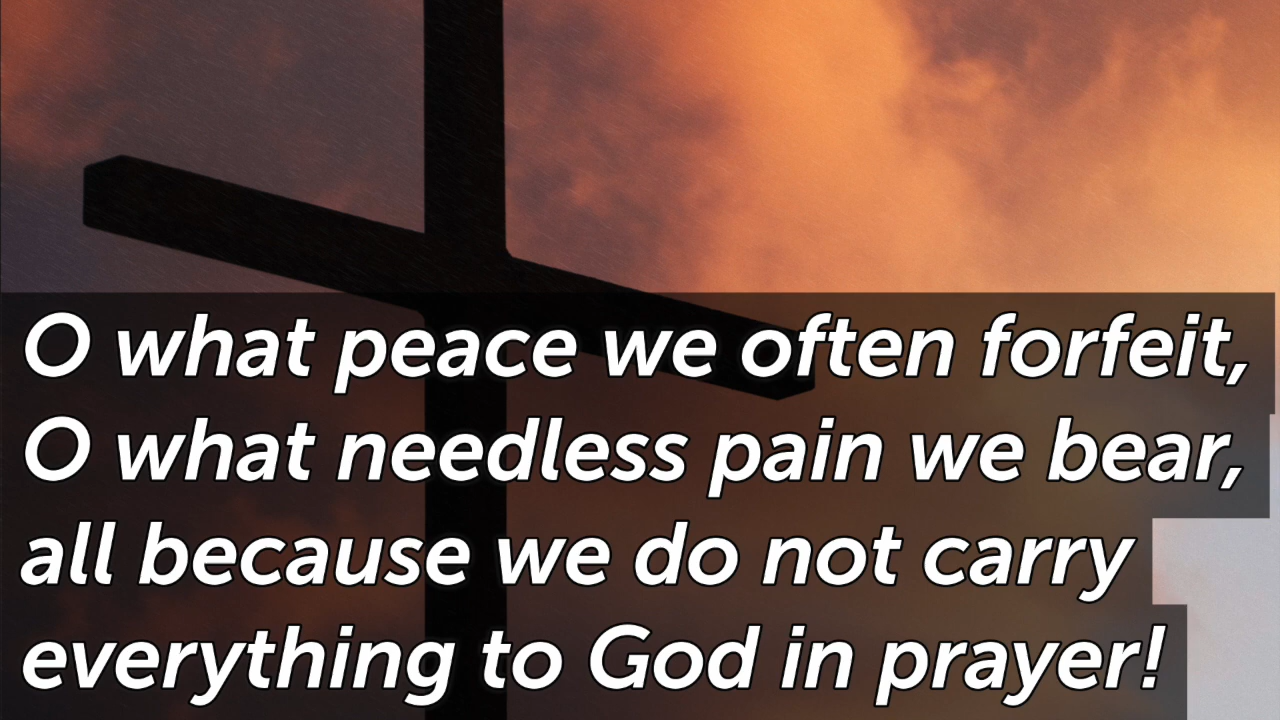 O what peace we often forfeit,
O what needless pain we bear,
all because we do not carry
everything to God in prayer!